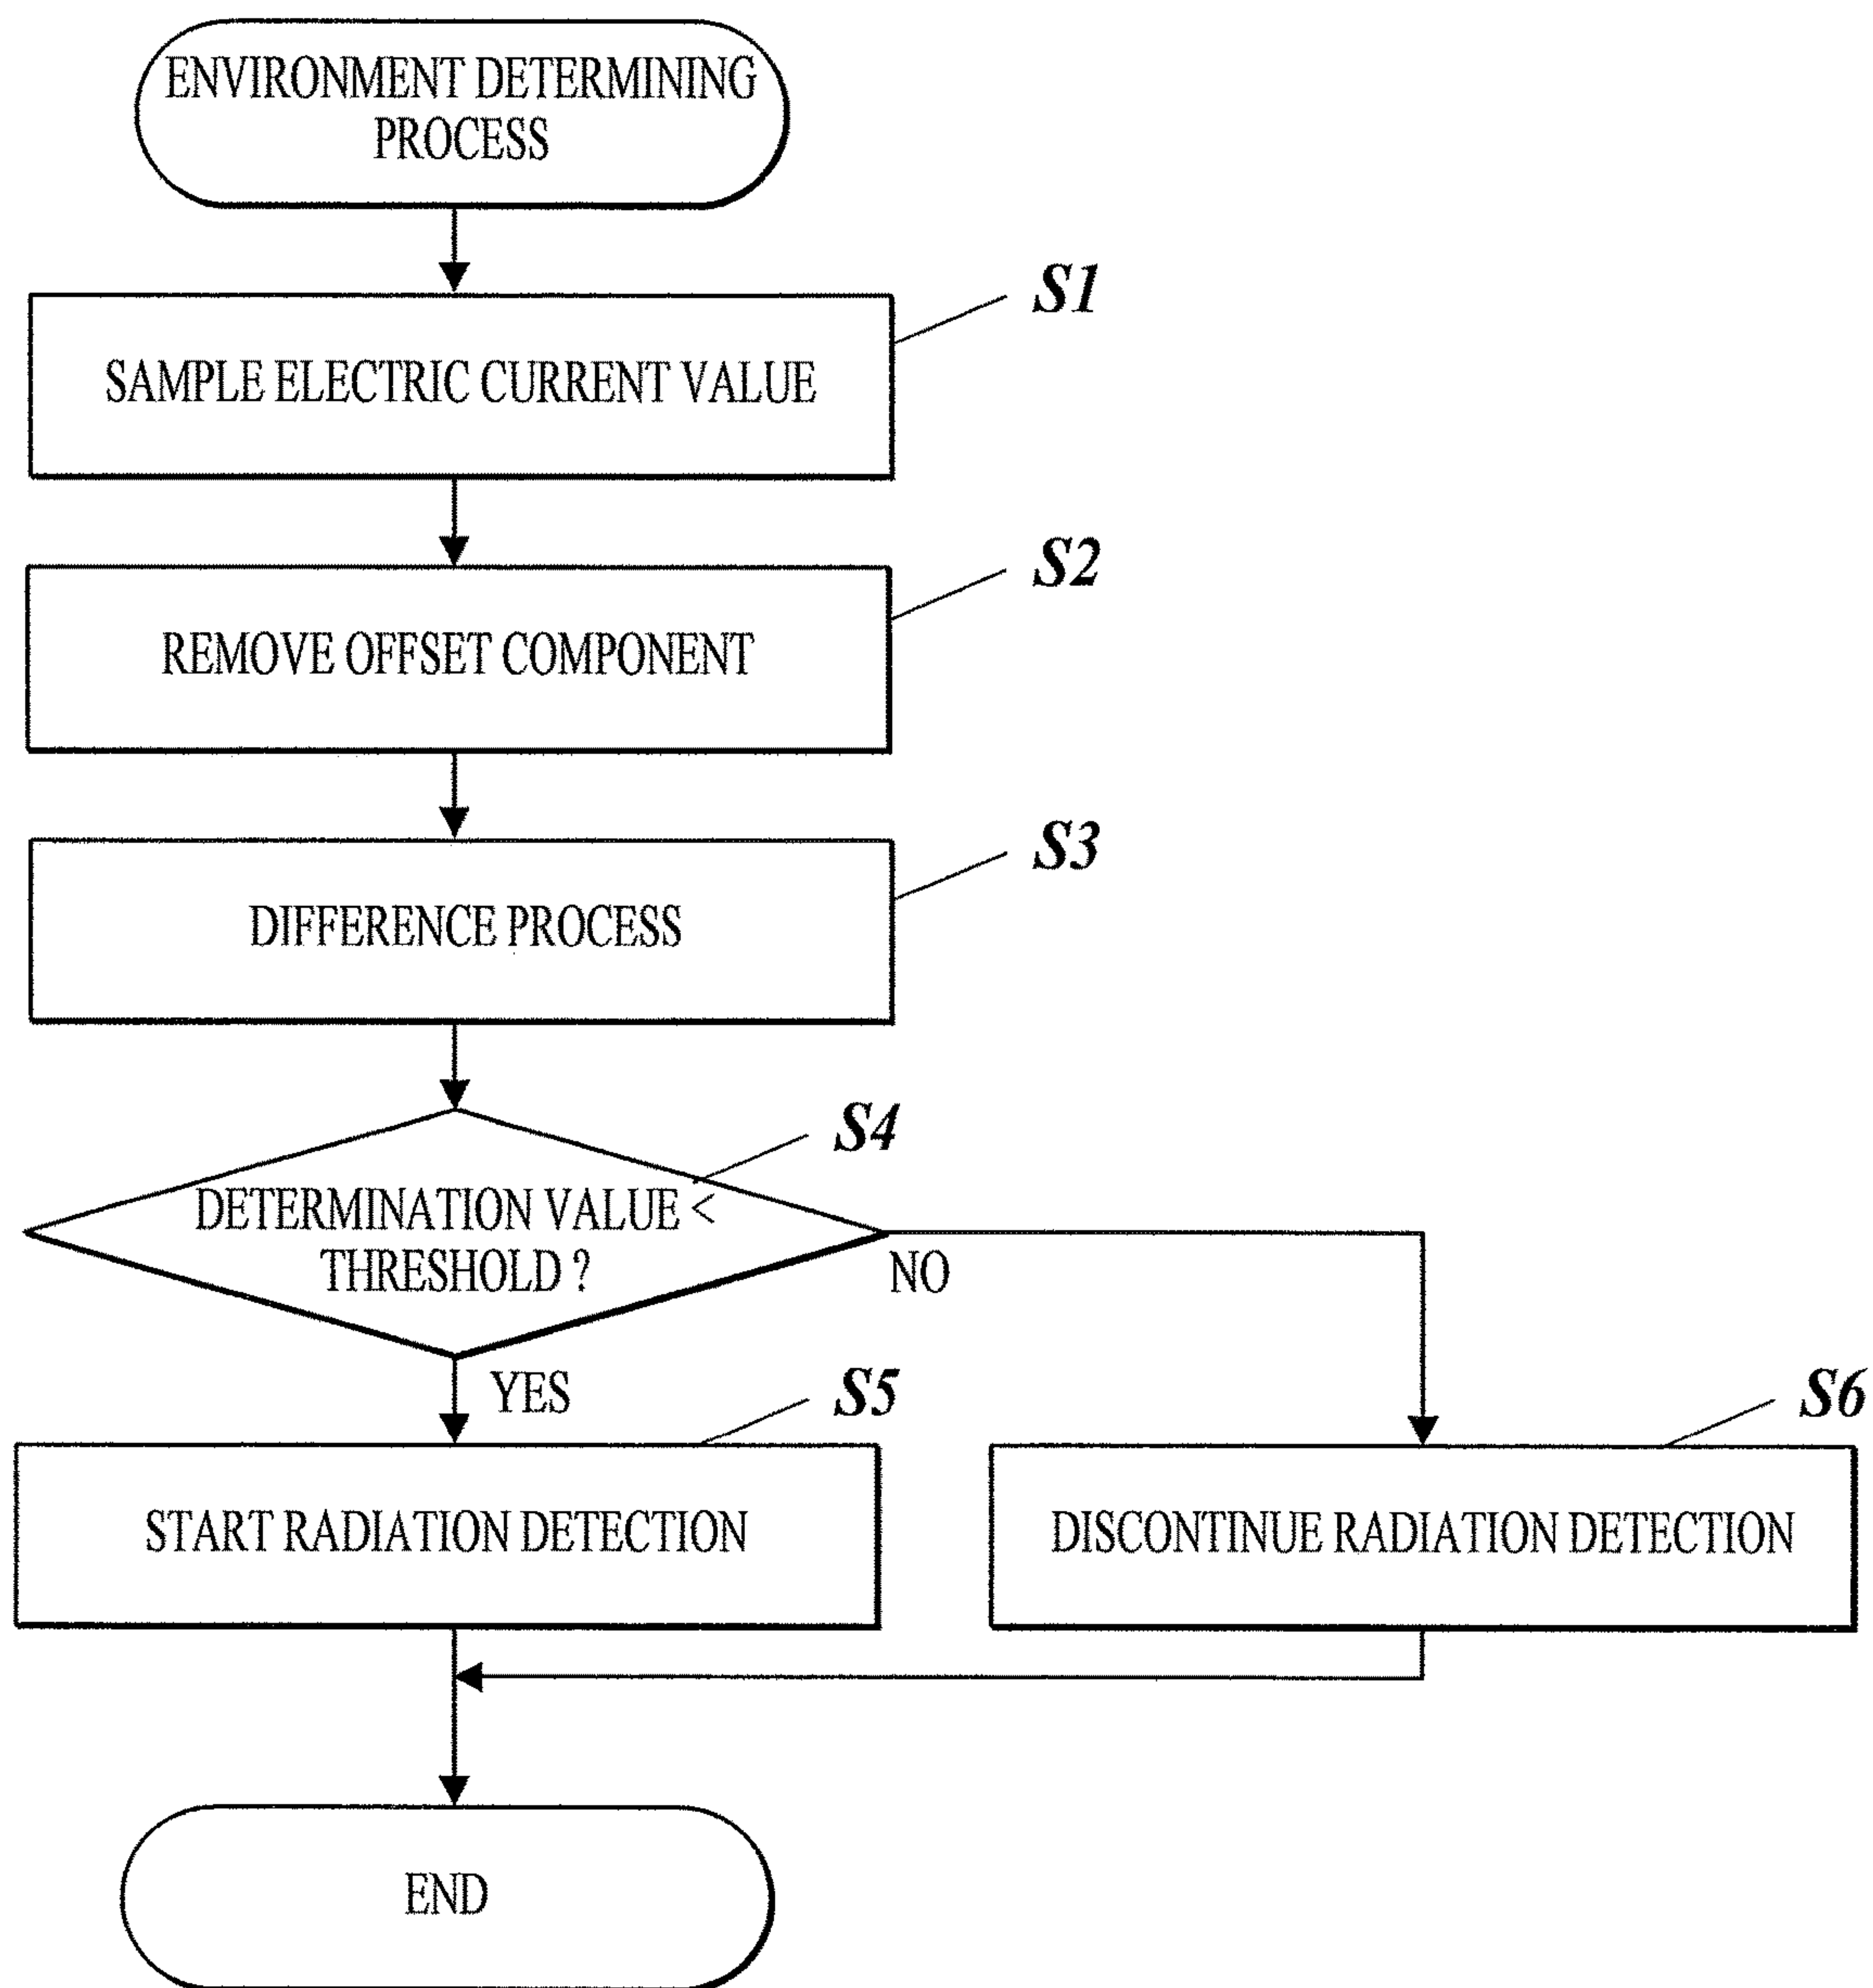 ENVIRONMENT DETERMINING
PROCESS
S1
SAMPLE ELECTRIC CURRENT VALUE
S2
REMOVE OFFSET COMPONENT
S3
DIFFERENCE PROCESS
S4
DETERMINATION VALUE <
THRESHOLD ?
NO
YES
S5
S6
START RADIATION DETECTION
DISCONTINUE RADIATION DETECTION
END